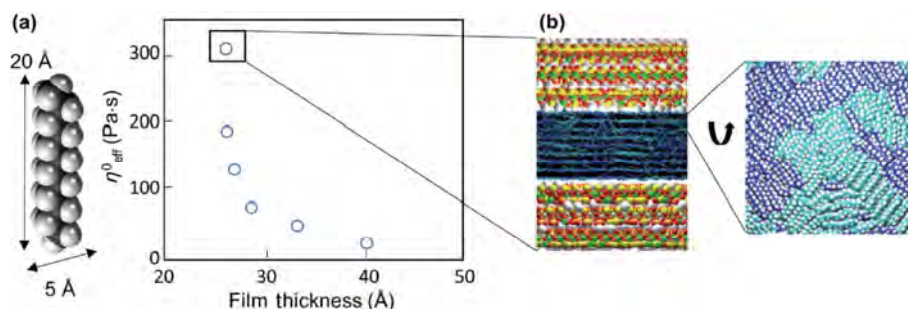 (a)
20 Å
5 Å
η⁰eff (Pa·s)
300
200
100
0
20
30
40
50
Film thickness (Å)
(b)